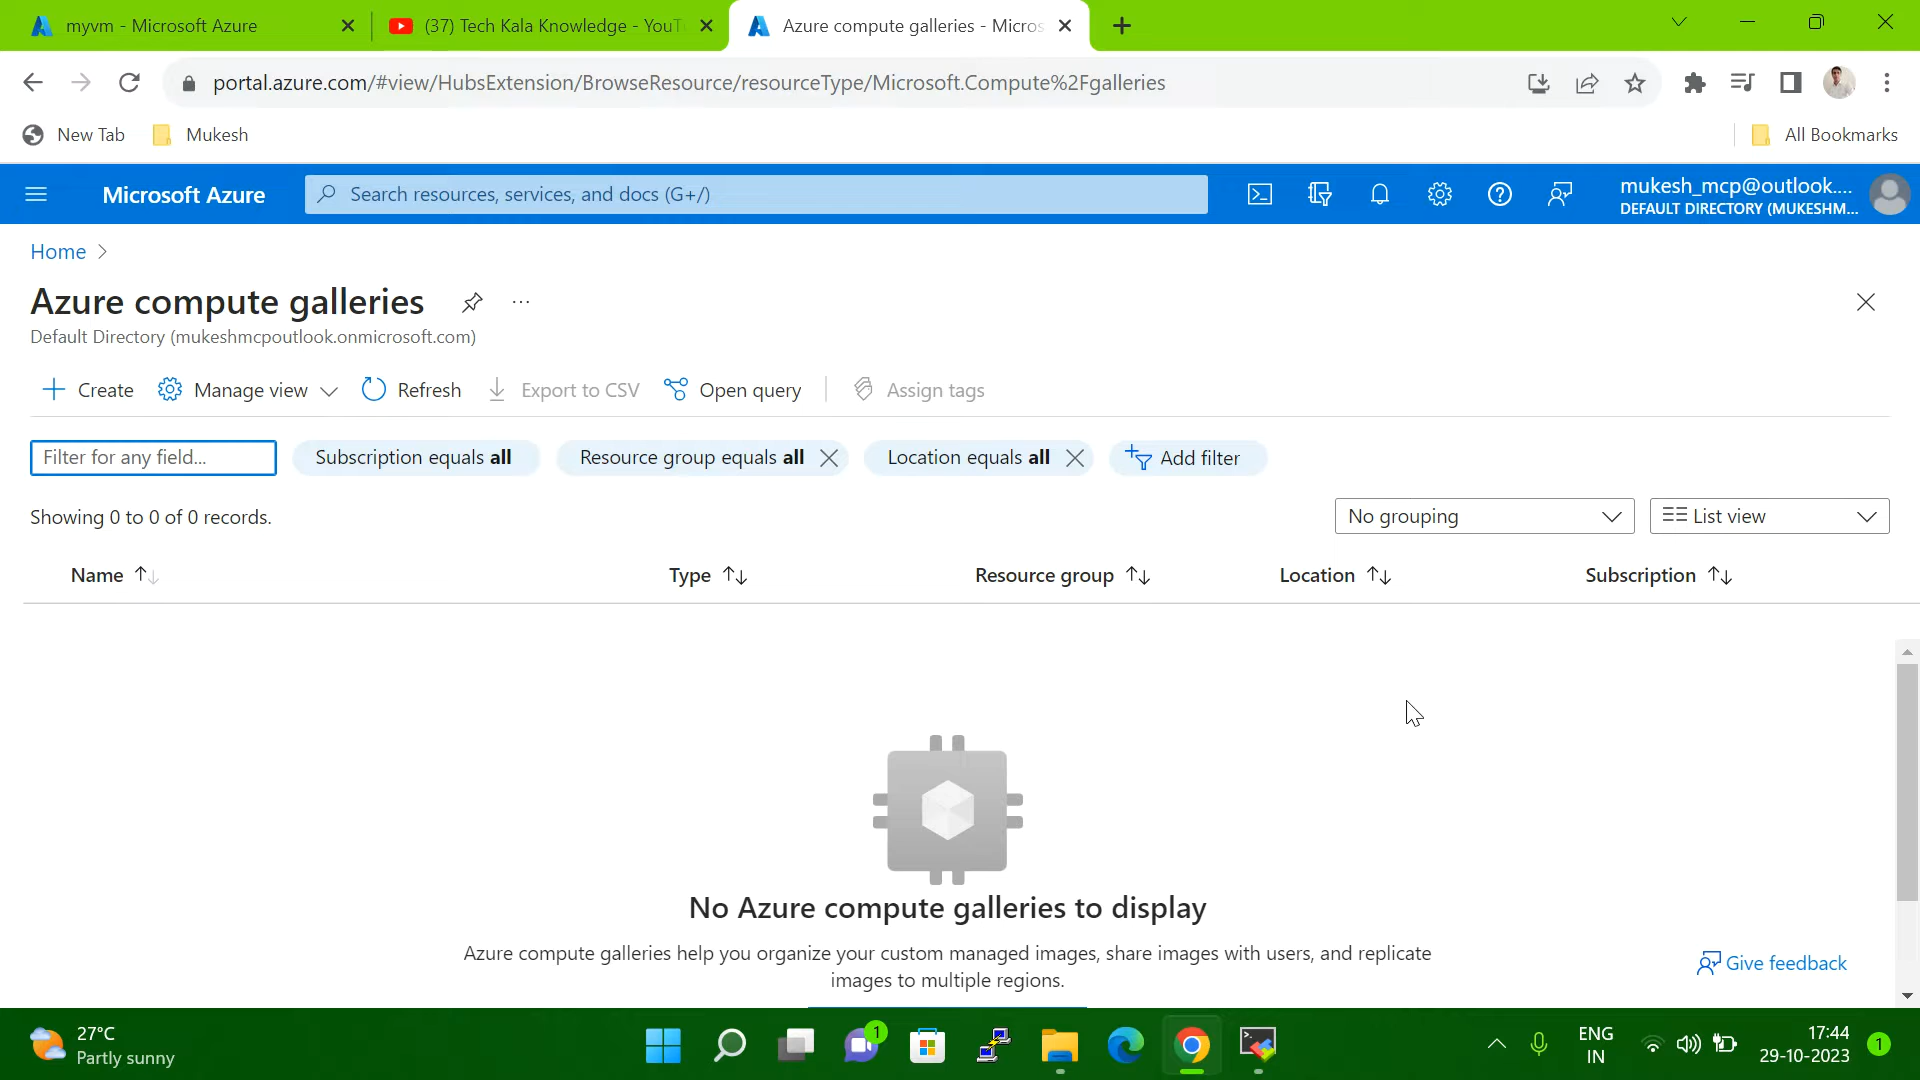 myvm - Microsoft Azure
(37) Tech Kala Knowledge - YouT
Azure compute galleries - Micros
portal.azure.com/#view/HubsExtension/BrowseResource/resourceType/Microsoft.Compute%2Fgalleries
New Tab
Mukesh
All Bookmarks
Microsoft Azure
Search resources, services, and docs (G+/)
mukesh_mcp@outlook....
DEFAULT DIRECTORY (MUKESHM...
Home
Azure compute galleries
Default Directory (mukeshmcpoutlook.onmicrosoft.com)
Create
Manage view
Refresh
Export to CSV
Open query
Assign tags
Filter for any field...
Subscription equals all
Resource group equals all
Location equals all
Add filter
Showing 0 to 0 of 0 records.
No grouping
List view
Name
Type
Resource group
Location
Subscription
No Azure compute galleries to display
Azure compute galleries help you organize your custom managed images, share images with users, and replicate
images to multiple regions.
Give feedback
27°C
Partly sunny
1
ENG
IN
17:44
29-10-2023
1